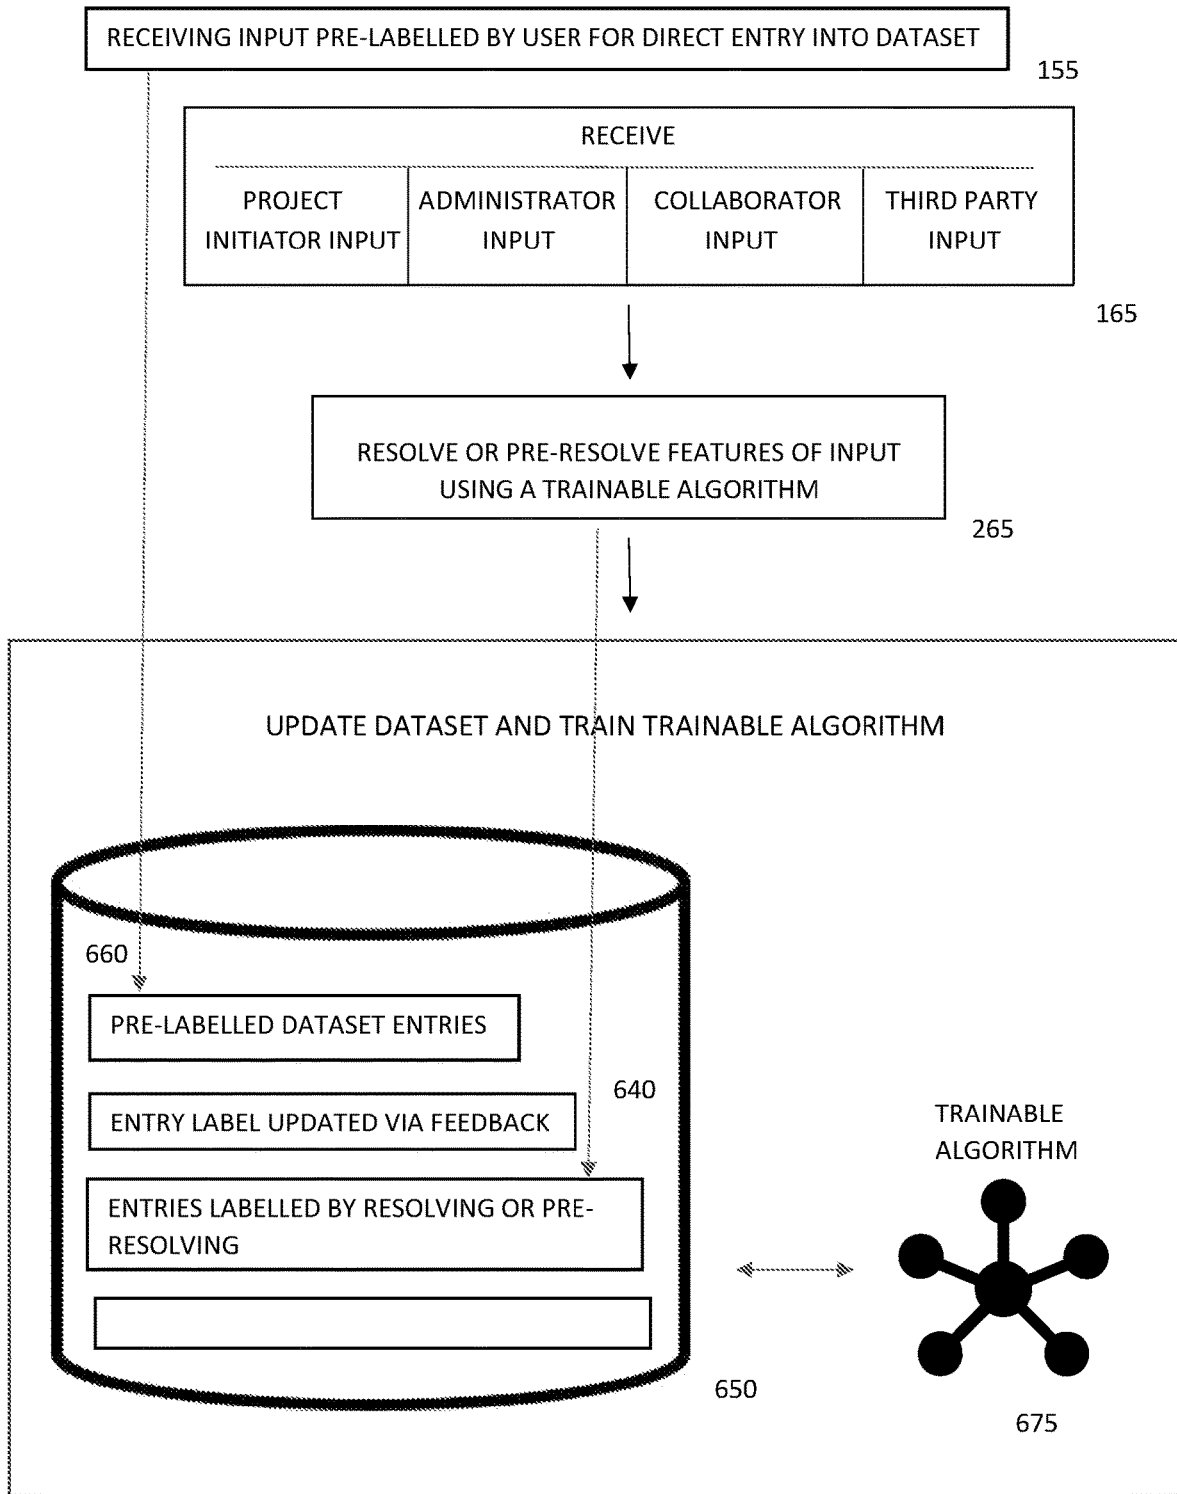 RECEIVING INPUT PRE-LABELLED BY USER FOR DIRECT ENTRY INTO DATASET
155
RECEIVE
PROJECT
INITIATOR INPUT
ADMINISTRATOR
INPUT
COLLABORATOR
INPUT
THIRD PARTY
INPUT
165
RESOLVE OR PRE-RESOLVE FEATURES OF INPUT
USING A TRAINABLE ALGORITHM
265
UPDATE DATASET AND TRAIN TRAINABLE ALGORITHM
660
PRE-LABELLED DATASET ENTRIES
640
ENTRY LABEL UPDATED VIA FEEDBACK
ENTRIES LABELLED BY RESOLVING OR PRE-
RESOLVING
650
TRAINABLE
ALGORITHM
675